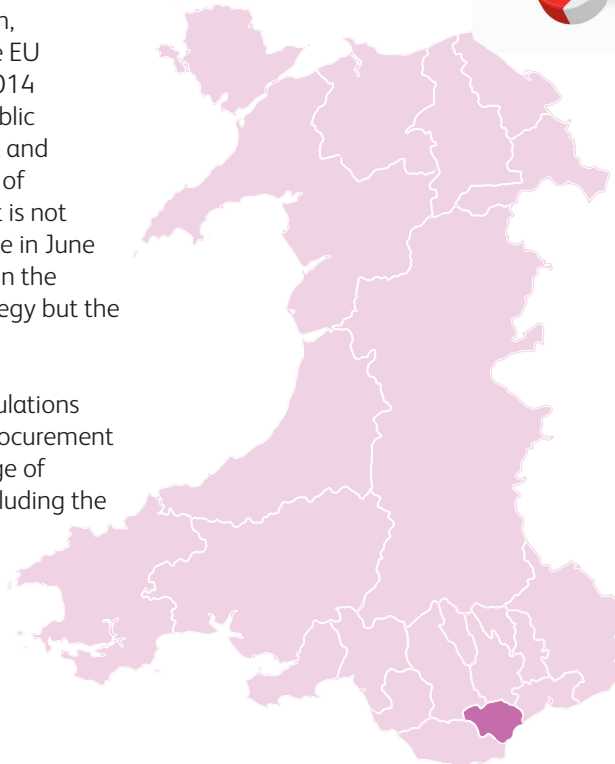 EU
014
blic
and
of
is not
e in June
n the
egy but the
ulations
ocurement
ge of
luding the